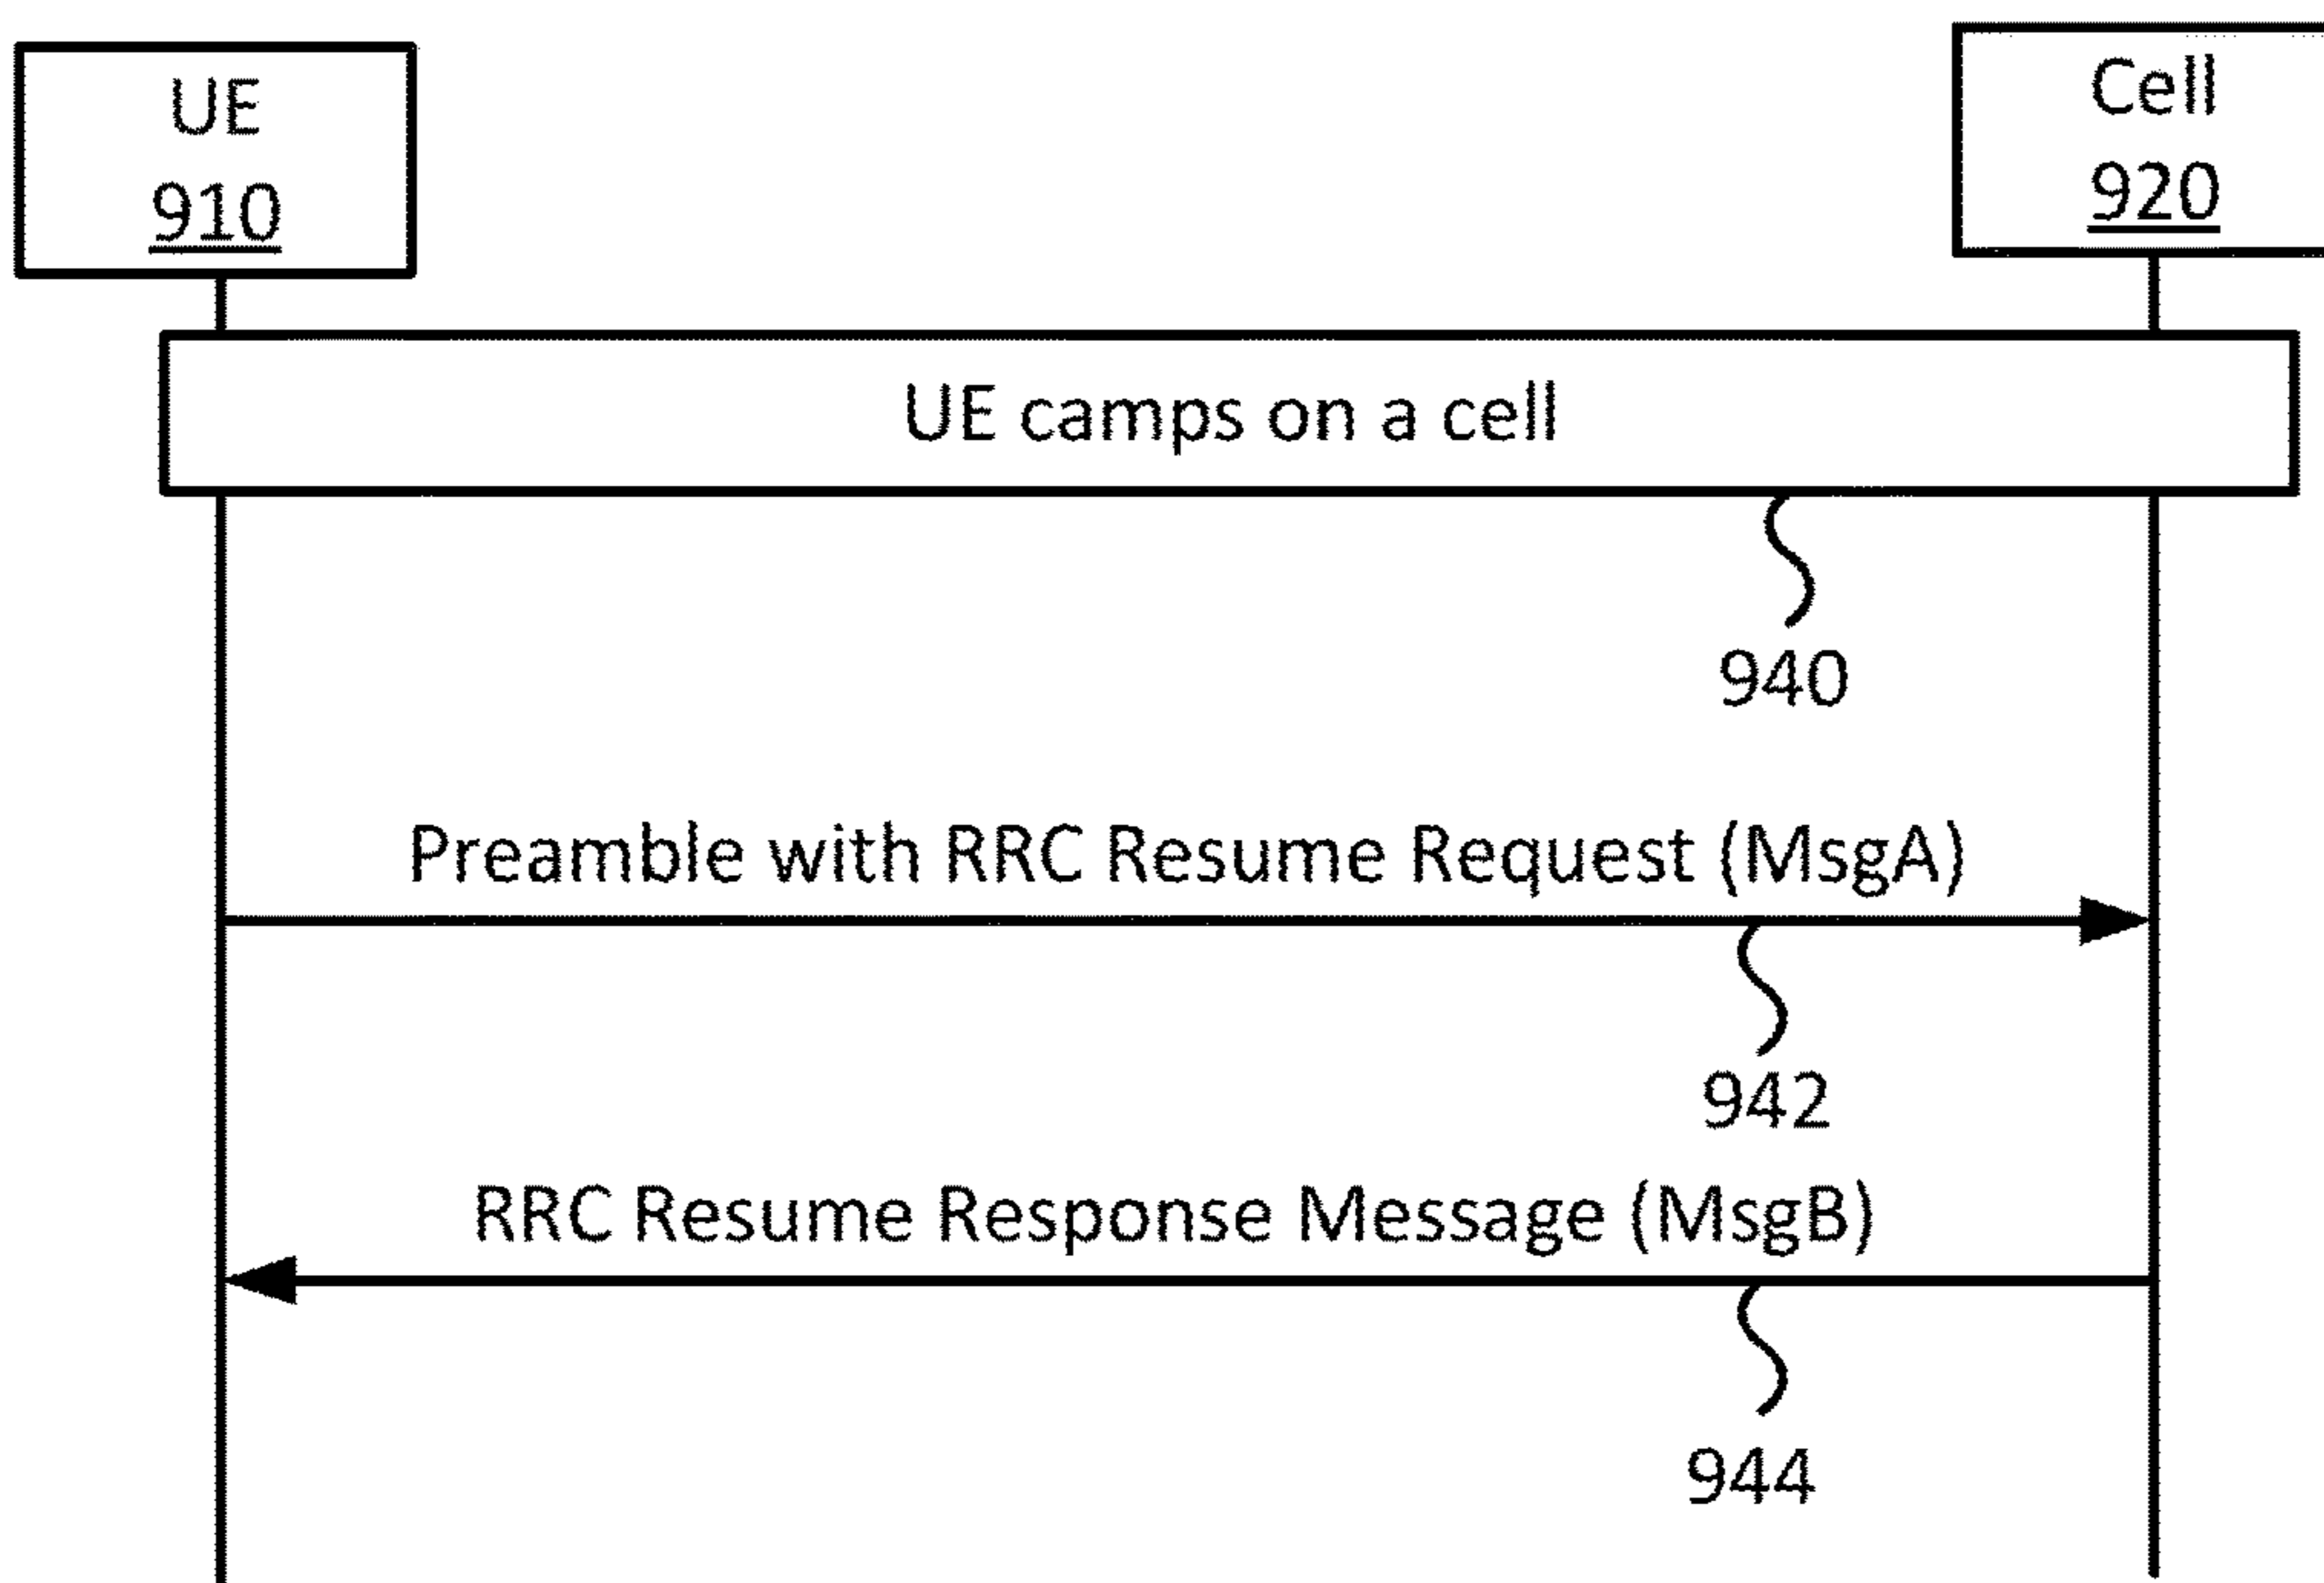 UE
910
Cell
920
UE camps on a cell
940
Preamble with RRC Resume Request (MsgA)
942
RRC Resume Response Message (MsgB)
944